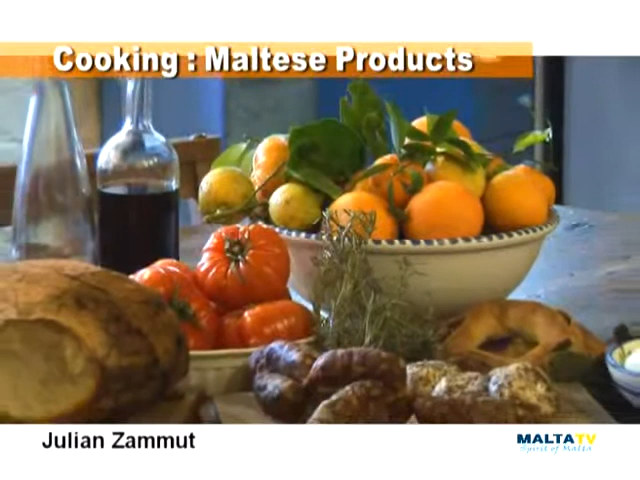 Cooking : Maltese Products
Julian Zammut
MALTATV
Spirit of Malta